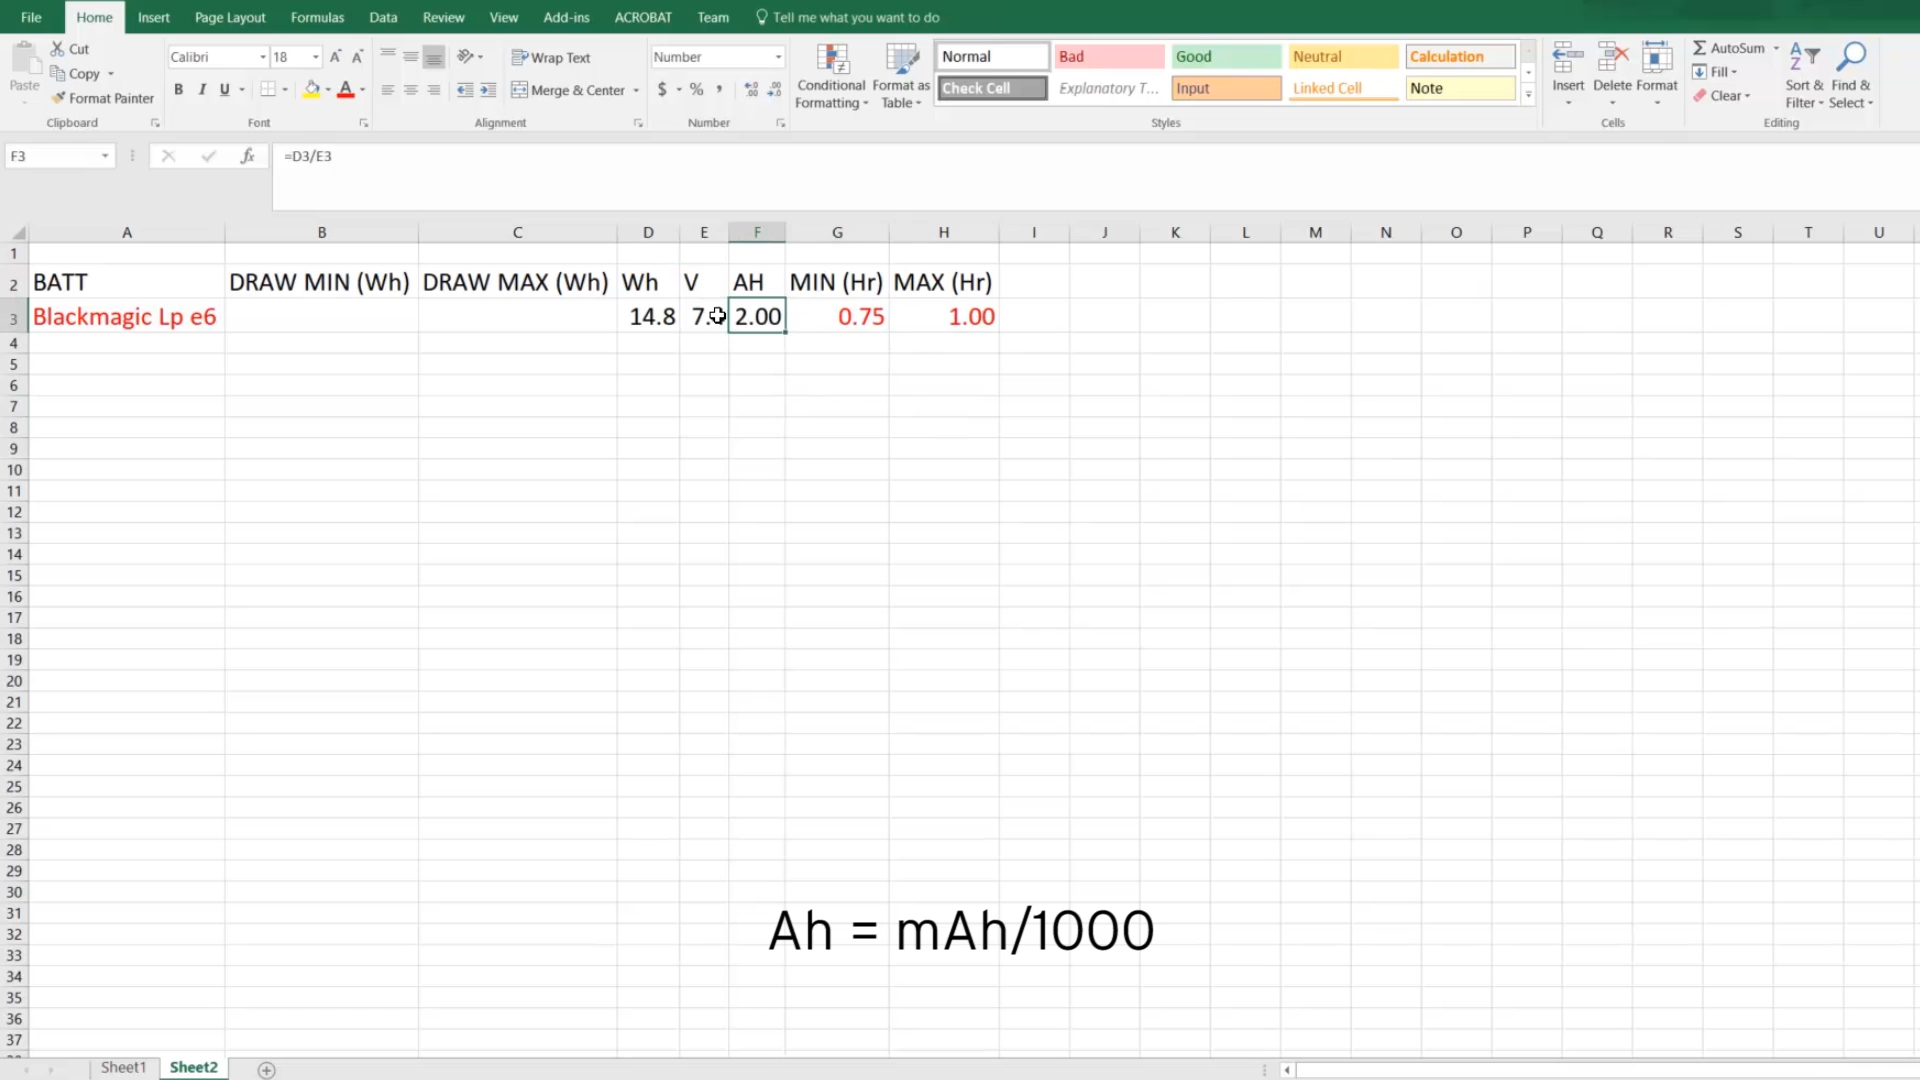 File Home Insert Page Layout Formulas Data Review View Add-ins ACROBAT Team Tell me what you want to do
Paste
Cut
Copy
Format Painter
Clipboard
Calibri 18
B I U
Font
Wrap Text
Merge & Center
Alignment
Number
$ % ,
Number
Conditional Formatting
Format as Table
Normal Bad Good Neutral Calculation
Check Cell Explanatory T... Input Linked Cell Note
Styles
Insert Delete Format
Cells
AutoSum
Fill
Clear
Sort & Filter
Find & Select
Editing
F3 fx =D3/E3
A B C D E F G H I J K L M N O P Q R S T U
1
2 BATT DRAW MIN (Wh) DRAW MAX (Wh) Wh V AH MIN (Hr) MAX (Hr)
3 Blackmagic Lp e6 14.8 2.00 0.75 1.00
4
5
6
7
8
9
10
11
12
13
14
15
16
17
18
19
20
21
22
23
24
25
26
27
28
29
30
31
32
33
34
35
36
37
Ah = mAh/1000
Sheet1 Sheet2